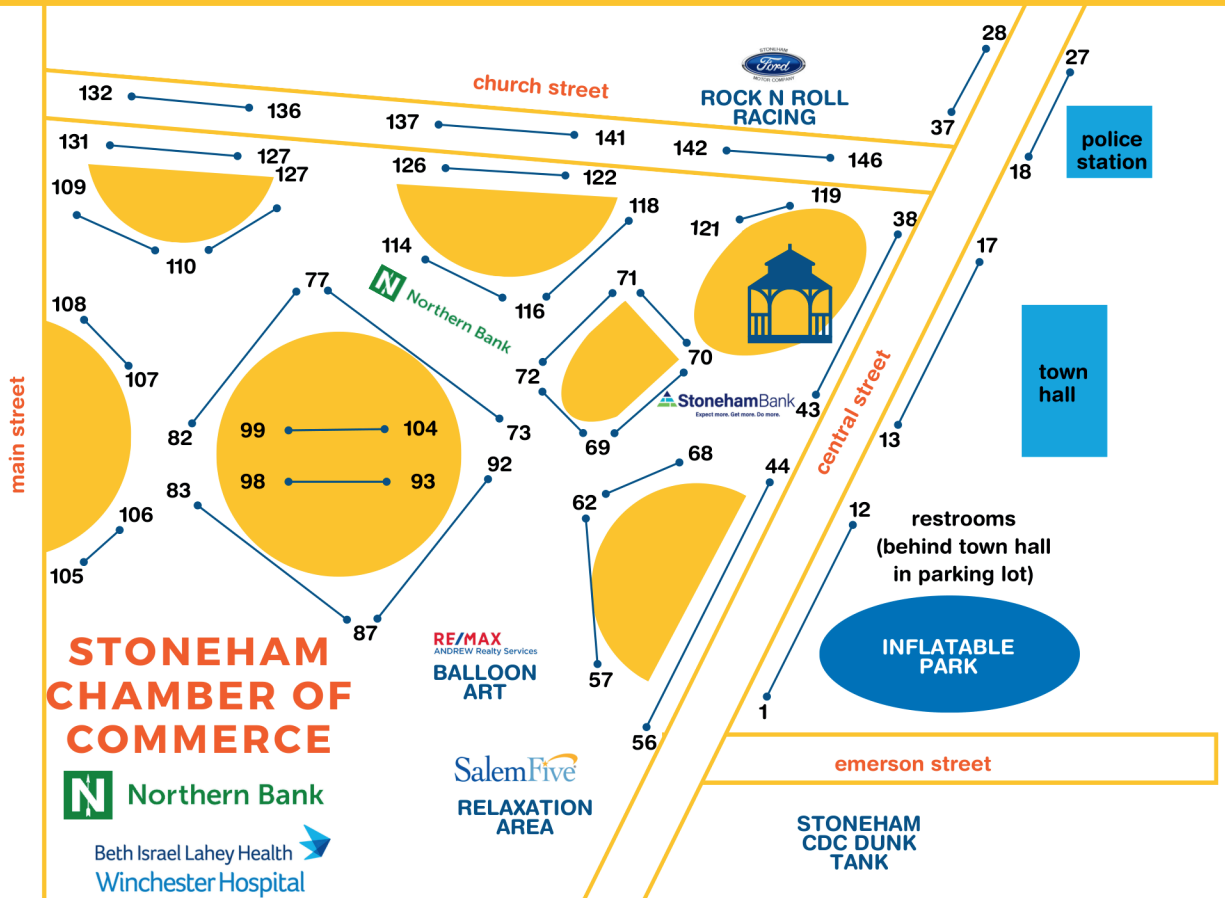 28
27
STONEHAM
Ford
MOTOR COMPANY
church street
132
136
ROCK N ROLL
RACING
137
141
37
police
station
131
127
142
146
18
109
127
126
122
119
118
121
38
110
114
17
77
71
116
Northern Bank
108
70
107
72
town
hall
StonehamBank
Expect more. Get more. Do more.
43
main street
central street
82
99
104
73
69
13
68
92
44
83
98
93
62
12
106
restrooms
(behind town hall
in parking lot)
105
87
STONEHAM
CHAMBER OF
COMMERCE
RE/MAX
ANDREW Realty Services
BALLOON
ART
57
INFLATABLE
PARK
1
56
Northern Bank
SalemFive
emerson street
RELAXATION
AREA
STONEHAM
CDC DUNK
TANK
Beth Israel Lahey Health
Winchester Hospital